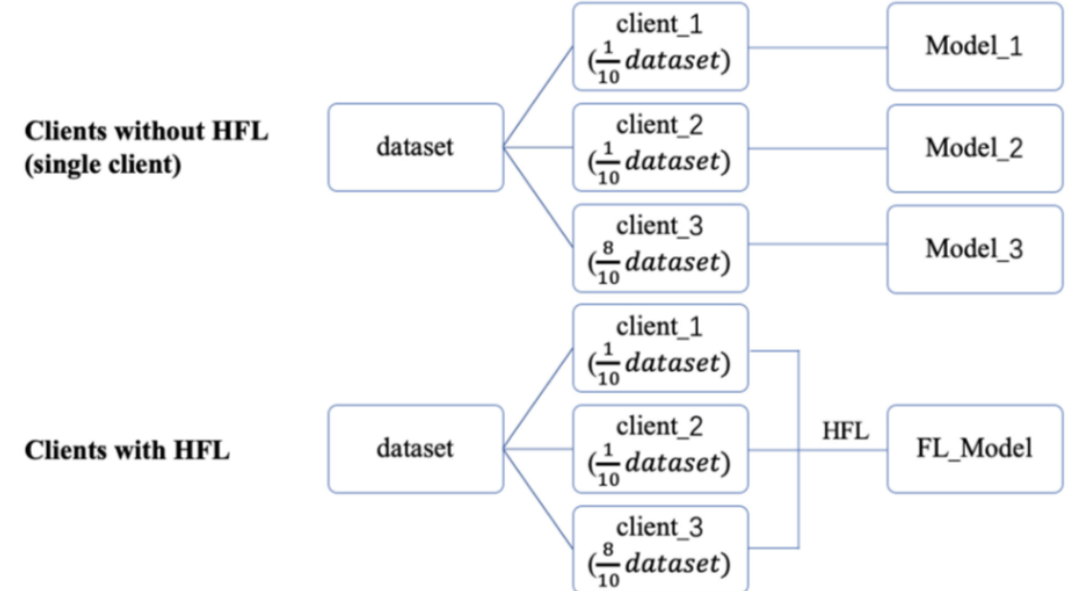 Clients without HFL
(single client)
dataset
client_1
(1/10 dataset)
Model_1
client_2
(1/10 dataset)
Model_2
client_3
(8/10 dataset)
Model_3
Clients with HFL
dataset
client_1
(1/10 dataset)
client_2
(1/10 dataset)
HFL
FL_Model
client_3
(8/10 dataset)